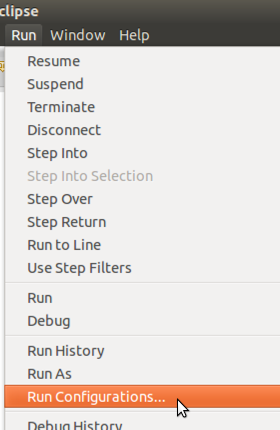 clipse
Run Window Help
Resume
Suspend
Terminate
Disconnect
Step Into
Step Into Selection
Step Over
Step Return
Run to Line
Use Step Filters
Run
Debug
Run History
Run As
Run Configurations...
Debug History